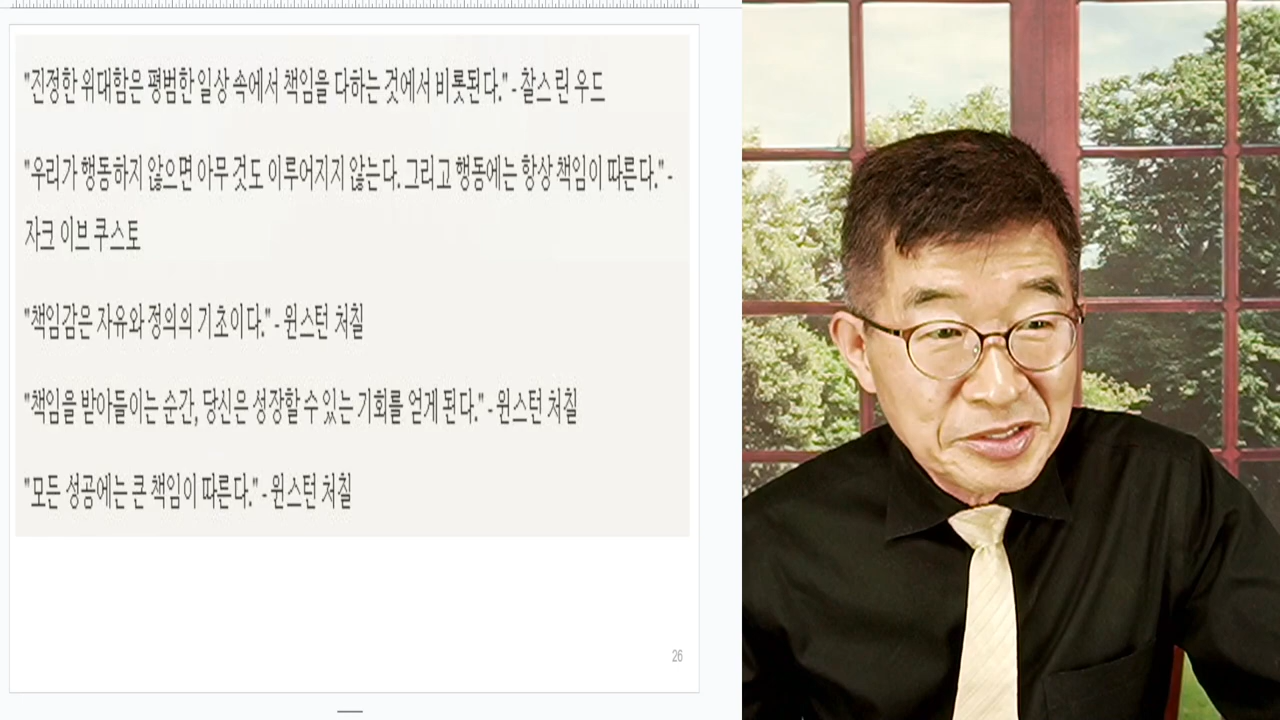 "진정한 위대함은 평범한 일상 속에서 책임을 다하는 것에서 비롯된다." - 찰스 린 우드
"우리가 행동하지 않으면 아무 것도 이루어지지 않는다. 그리고 행동에는 항상 책임이 따른다." -
자크 이브 쿠스토
"책임감은 자유와 정의의 기초이다." - 윈스턴 처칠
"책임을 받아들이는 순간, 당신은 성장할 수 있는 기회를 얻게 된다." - 윈스턴 처칠
"모든 성공에는 큰 책임이 따른다." - 윈스턴 처칠
26